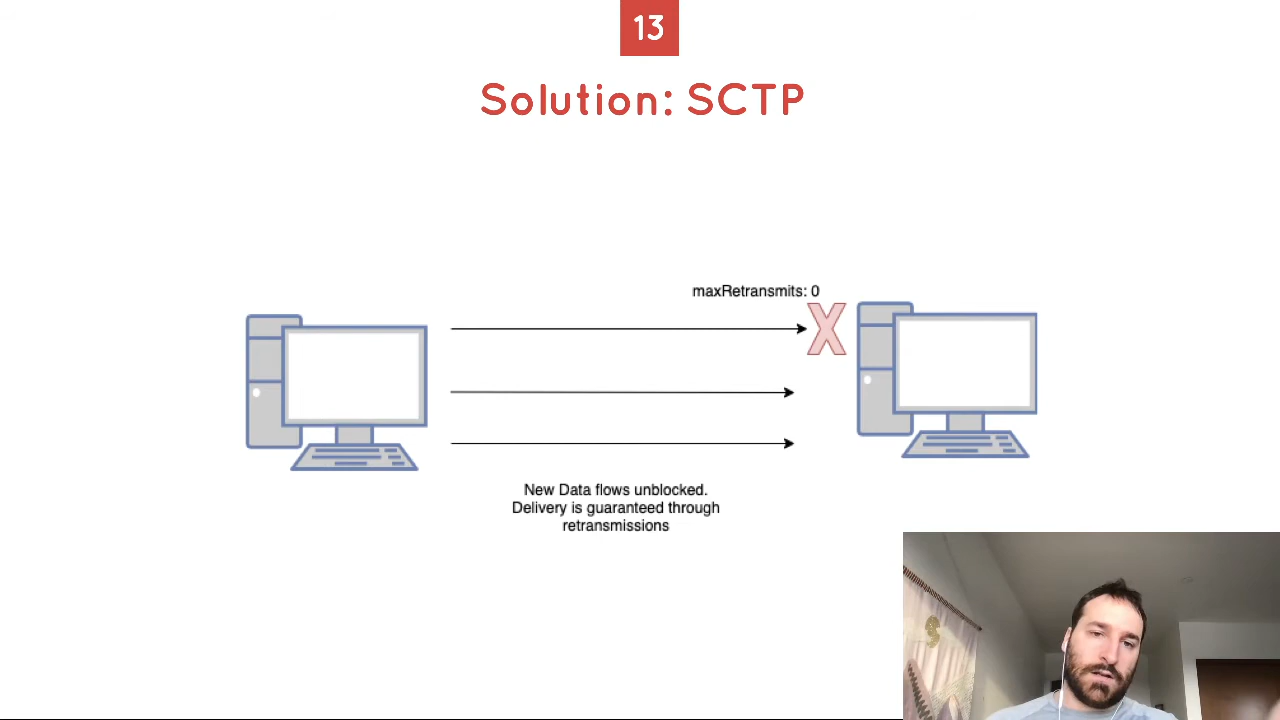 13
Solution: SCTP
maxRetransmits: 0
New Data flows unblocked.
Delivery is guaranteed through
retransmissions